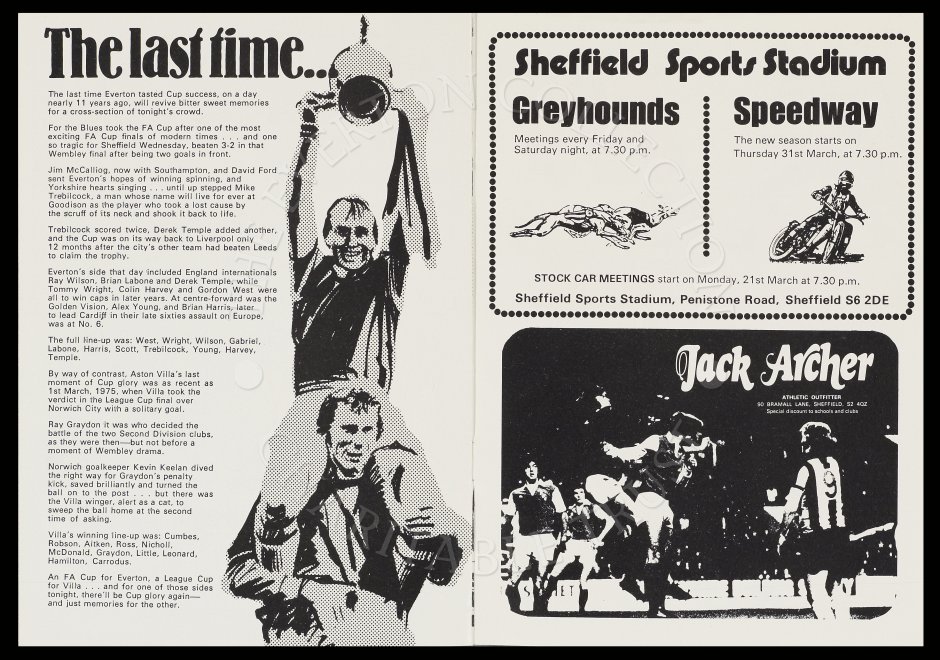 The last time...
The last time Everton tasted Cup success, on a day
nearly 11 years ago, will revive bitter sweet memories
for a cross-section of tonight's crowd.
For the Blues took the FA Cup after one of the most
exciting FA Cup finals of modern times . . . and one
so tragic for Sheffield Wednesday, beaten 3-2 in that
Wembley final after being two goals in front.
Jim McCalliog, now with Southampton, and David Ford
sent Everton's hopes of winning spinning, and
Yorkshire hearts singing . . . until up stepped Mike
Trebilcock, a man whose name will live for ever at
Goodison as the player who took a lost cause by
the scruff of its neck and shook it back to life.
Trebilcock scored twice, Derek Temple added another,
and the Cup was on its way back to Liverpool only
12 months after the city's other team had beaten Leeds
to claim the trophy.
Everton's side that day included England internationals
Ray Wilson, Brian Labone and Derek Temple, while
Tommy Wright, Colin Harvey and Gordon West were
all to win caps in later years. At centre-forward was the
Golden Vision, Alex Young, and Brian Harris, later
to lead Cardiff in their late sixties assault on Europe,
was at No. 6.
The full line-up was: West, Wright, Wilson, Gabriel,
Labone, Harris, Scott, Trebilcock, Young, Harvey,
Temple.
By way of contrast, Aston Villa's last
moment of Cup glory was as recent as
1st March, 1975, when Villa took the
verdict in the League Cup final over
Norwich City with a solitary goal.
Ray Graydon it was who decided the
battle of the two Second Division clubs,
as they were then—but not before a
moment of Wembley drama.
Norwich goalkeeper Kevin Keelan dived
the right way for Graydon's penalty
kick, saved brilliantly and turned the
ball on to the post . . . but there was
the Villa winger, alert as a cat, to
sweep the ball home at the second
time of asking.
Villa's winning line-up was: Cumbes,
Robson, Aitken, Ross, Nicholl,
McDonald, Graydon, Little, Leonard,
Hamilton, Carrodus.
An FA Cup for Everton, a League Cup
for Villa . . . and for one of those sides
tonight, there'll be Cup glory again—
and just memories for the other.
Sheffield Sports Stadium
Greyhounds
Meetings every Friday and
Saturday night, at 7.30 p.m.
Speedway
The new season starts on
Thursday 31st March, at 7.30 p.m.
STOCK CAR MEETINGS start on Monday, 21st March at 7.30 p.m.
Sheffield Sports Stadium, Penistone Road, Sheffield S6 2DE
Jack Archer
ATHLETIC OUTFITTER
50 BRAMALL LANE, SHEFFIELD, S2 4QZ
Special discount to schools and clubs
9